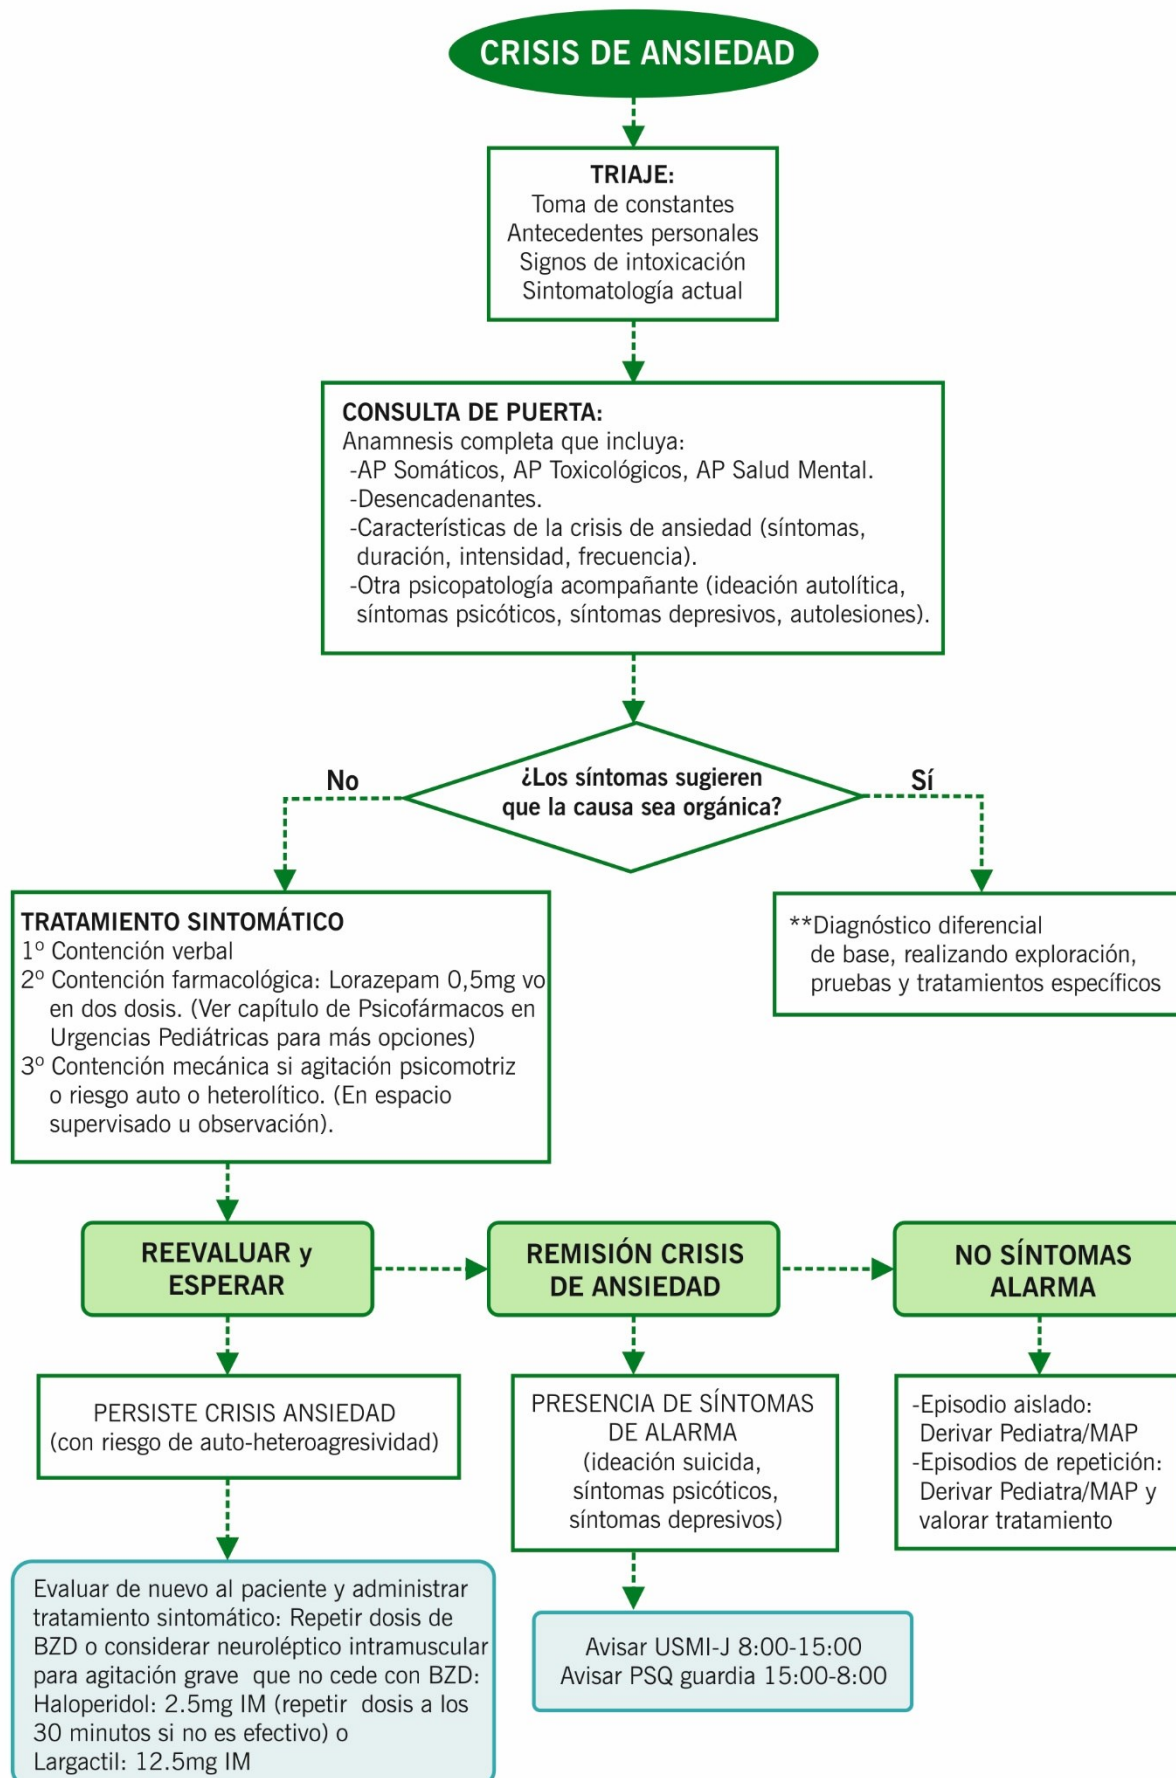 CRISIS DE ANSIEDAD
TRIAJE:
Toma de constantes
Antecedentes personales
Signos de intoxicación
Sintomatología actual
CONSULTA DE PUERTA:
Anamnesis completa que incluya:
-AP Somáticos, AP Toxicológicos, AP Salud Mental.
-Desencadenantes.
-Características de la crisis de ansiedad (síntomas,
duración, intensidad, frecuencia).
-Otra psicopatología acompañante (ideación autolítica,
síntomas psicóticos, síntomas depresivos, autolesiones).
¿Los síntomas sugieren
que la causa sea orgánica?
No
Sí
TRATAMIENTO SINTOMÁTICO
1º Contención verbal
2º Contención farmacológica: Lorazepam 0,5mg vo
en dos dosis. (Ver capítulo de Psicofármacos en
Urgencias Pediátricas para más opciones)
3º Contención mecánica si agitación psicomotriz
o riesgo auto o heterolítico. (En espacio
supervisado u observación).
**Diagnóstico diferencial
de base, realizando exploración,
pruebas y tratamientos específicos
REEVALUAR y
ESPERAR
REMISIÓN CRISIS
DE ANSIEDAD
NO SÍNTOMAS
ALARMA
PERSISTE CRISIS ANSIEDAD
(con riesgo de auto-heteroagresividad)
PRESENCIA DE SÍNTOMAS
DE ALARMA
(ideación suicida,
síntomas psicóticos,
síntomas depresivos)
-Episodio aislado:
Derivar Pediatra/MAP
-Episodios de repetición:
Derivar Pediatra/MAP y
valorar tratamiento
Evaluar de nuevo al paciente y administrar
tratamiento sintomático: Repetir dosis de
BZD o considerar neuroléptico intramuscular
para agitación grave que no cede con BZD:
Haloperidol: 2.5mg IM (repetir dosis a los
30 minutos si no es efectivo) o
Largactil: 12.5mg IM
Avisar USMI-J 8:00-15:00
Avisar PSQ guardia 15:00-8:00